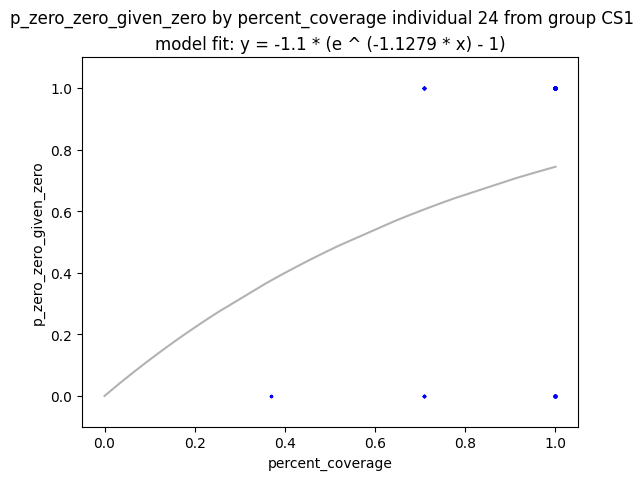 p_zero_zero_given_zero by percent_coverage individual 24 from group CS1
model fit: y = -1.1 * (e ^ (-1.1279 * x) - 1)
1.0
0.8
0.6
0.4
0.2
0.0
p_zero_zero_given_zero
0.0 0.2 0.4 0.6 0.8 1.0
percent_coverage